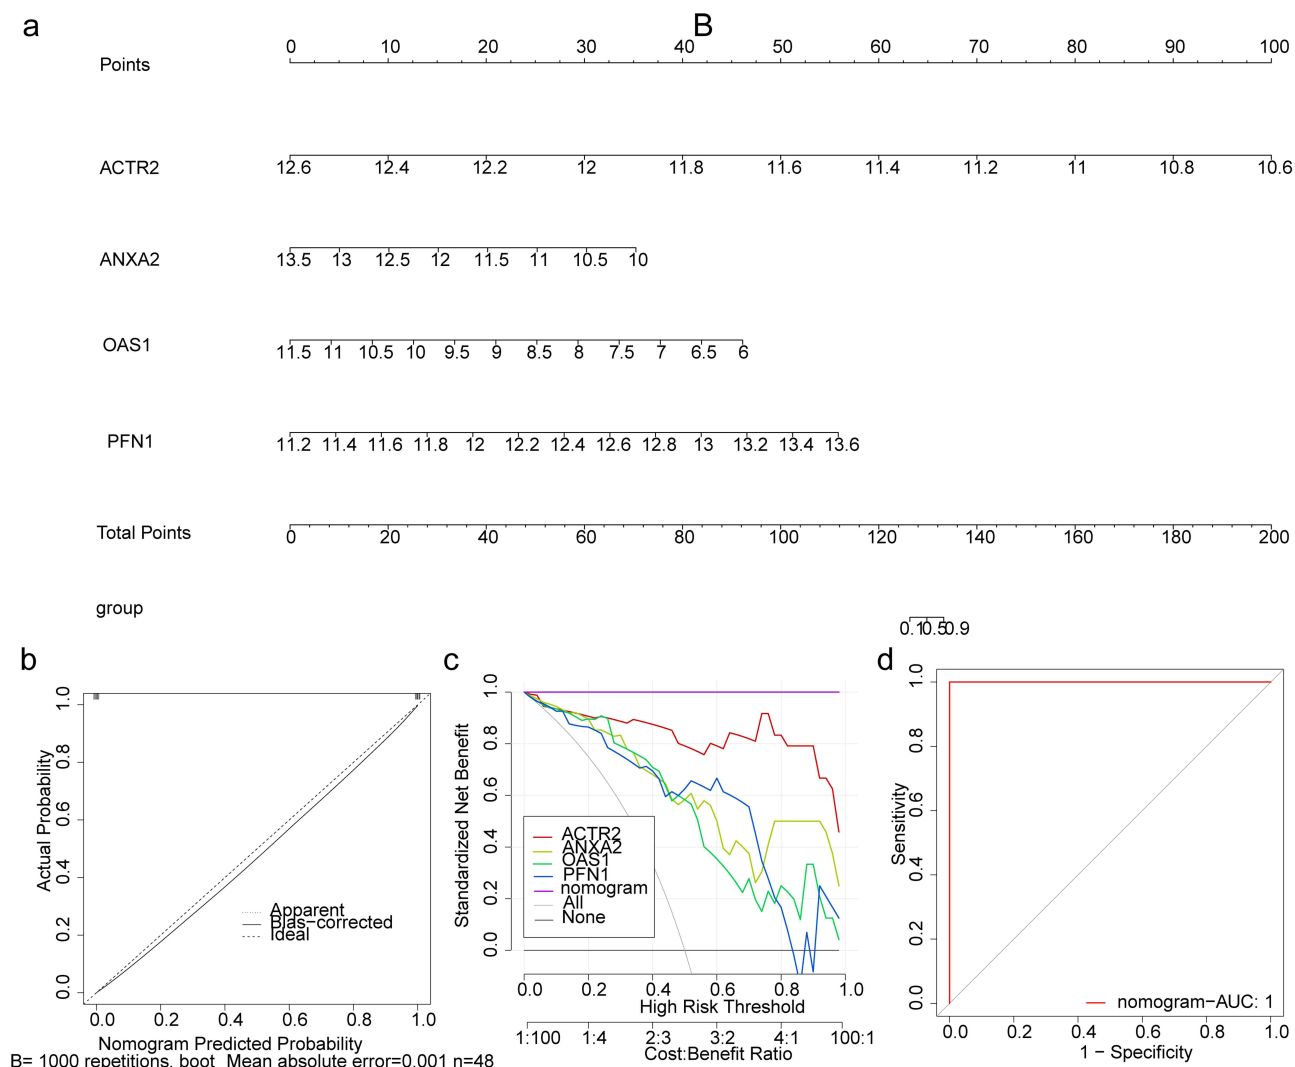 a
B
0 10 20 30 40 50 60 70 80 90 100
Points
ACTR2
12.6 12.4 12.2 12 11.8 11.6 11.4 11.2 11 10.8 10.6
ANXA2
13.5 13 12.5 12 11.5 11 10.5 10
OAS1
11.5 11 10.5 10 9.5 9 8.5 8 7.5 7 6.5 6
PFN1
11.2 11.4 11.6 11.8 12 12.2 12.4 12.6 12.8 13 13.2 13.4 13.6
Total Points
0 20 40 60 80 100 120 140 160 180 200
group
0.1 0.5 0.9
b
Actual Probability
1.0
0.8
0.6
0.4
0.2
0.0
Apparent
Bias-corrected
Ideal
0.0 0.2 0.4 0.6 0.8 1.0
Nomogram Predicted Probability
B= 1000 repetitions, boot Mean absolute error=0.001 n=48
c
Standardized Net Benefit
1.0
0.8
0.6
0.4
0.2
0.0
ACTR2
ANXA2
OAS1
PFN1
nomogram
All
None
0.0 0.2 0.4 0.6 0.8 1.0
High Risk Threshold
1:100 1:4 2:3 3:2 4:1 100:1
Cost:Benefit Ratio
d
Sensitivity
1.0
0.8
0.6
0.4
0.2
0.0
nomogram-AUC: 1
0.0 0.2 0.4 0.6 0.8 1.0
1 - Specificity